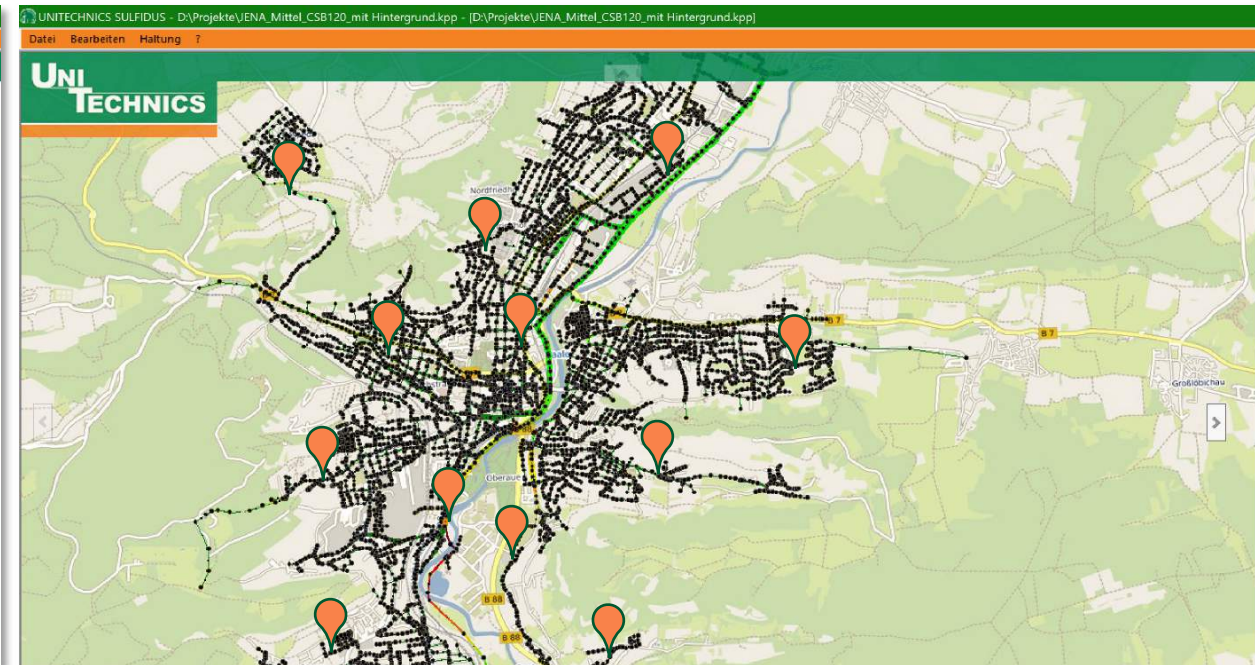 UNITECHNICS SULFIDUS - D:\Projekte\JENA_Mittel_CSB120_mit Hintergrund.kpp - [D:\Projekte\JENA_Mittel_CSB120_mit Hintergrund.kpp]
Datei Bearbeiten Haltung ?
UNI
TECHNICS
B 7
B 7
Großlöbichau
Oberaue
B 88
B 88